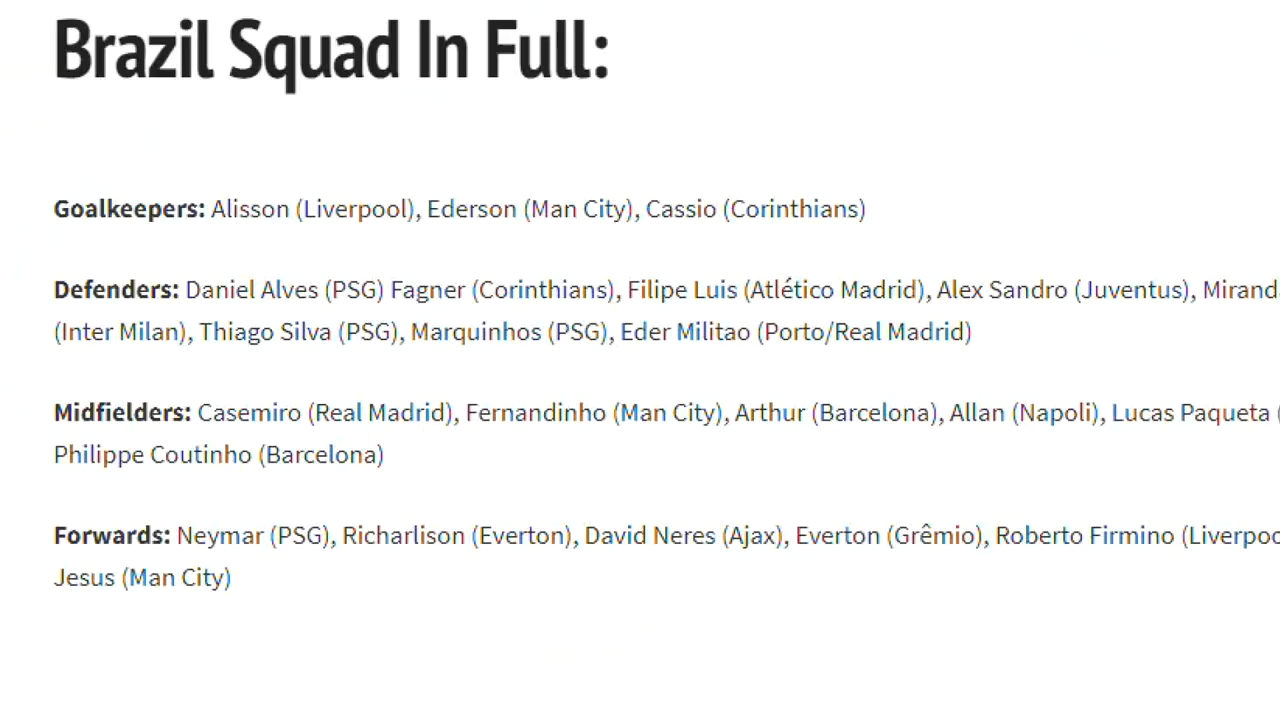 Brazil Squad In Full:
Goalkeepers: Alisson (Liverpool), Ederson (Man City), Cassio (Corinthians)
Defenders: Daniel Alves (PSG) Fagner (Corinthians), Filipe Luis (Atlético Madrid), Alex Sandro (Juventus), Mirand
(Inter Milan), Thiago Silva (PSG), Marquinhos (PSG), Eder Militao (Porto/Real Madrid)
Midfielders: Casemiro (Real Madrid), Fernandinho (Man City), Arthur (Barcelona), Allan (Napoli), Lucas Paqueta (
Philippe Coutinho (Barcelona)
Forwards: Neymar (PSG), Richarlison (Everton), David Neres (Ajax), Everton (Grêmio), Roberto Firmino (Liverpoo
Jesus (Man City)